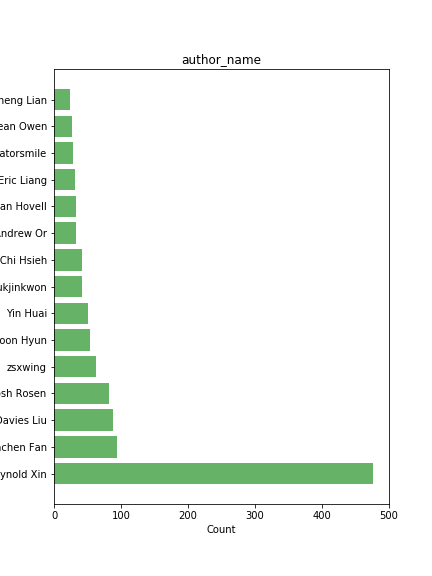 author_name
heng Lian
ean Owen
atorsmile
Eric Liang
an Hovell
Andrew Or
Chi Hsieh
ukjinkwon
Yin Huai
oon Hyun
zsxwing
sh Rosen
Davies Liu
chen Fan
ynold Xin
0 100 200 300 400 500
Count